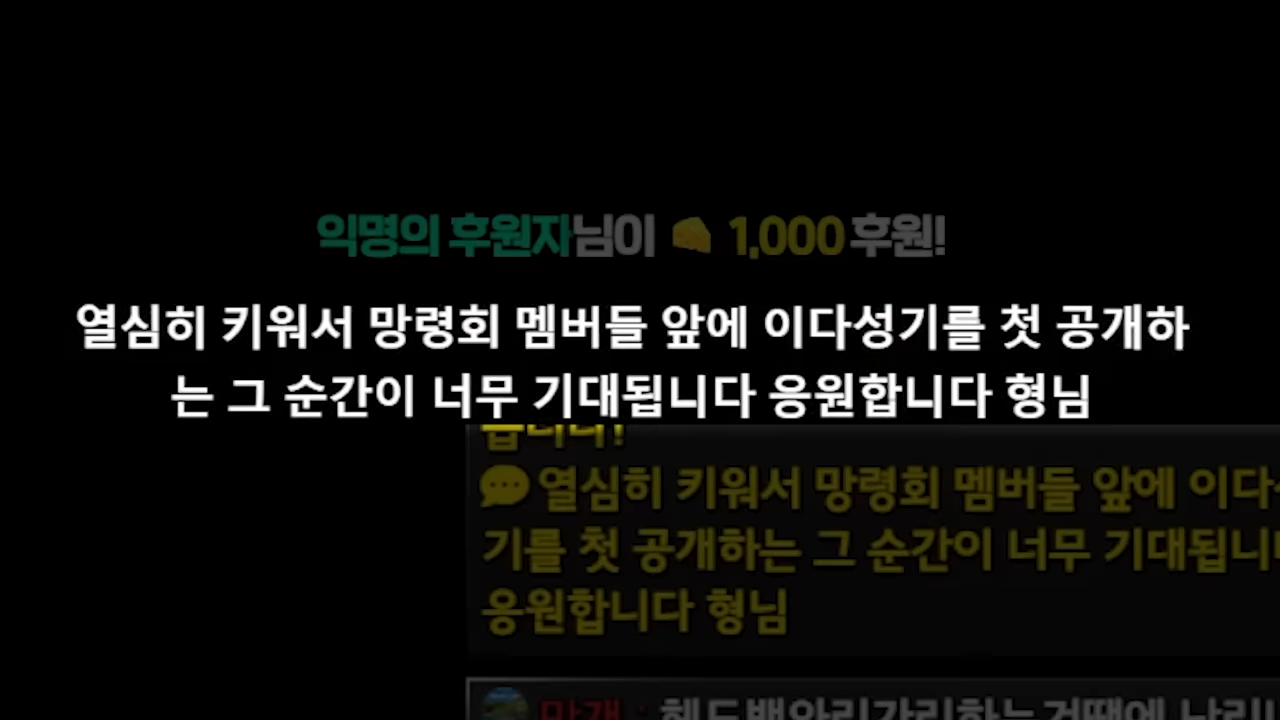 익명의 후원자님이 1,000 후원!
열심히 키워서 망령회 멤버들 앞에 이다성기를 첫 공개하
는 그 순간이 너무 기대됩니다 응원합니다 형님
열심히 키워서 망령회 멤버들 앞에 이다
기를 첫 공개하는 그 순간이 너무 기대됩니
응원합니다 형님